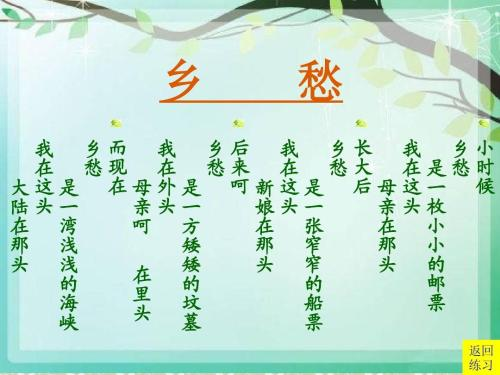 乡 愁
小时候
乡愁
是一枚小小的邮票
我在这头
母亲在那头
长大后
乡愁
是一张窄窄的船票
我在这头
新娘在那头
后来呵
乡愁
是一方矮矮的坟墓
我在外头
母亲呵 在里头
而现在
乡愁
是一湾浅浅的海峡
我在这头
大陆在那头
返回
练习